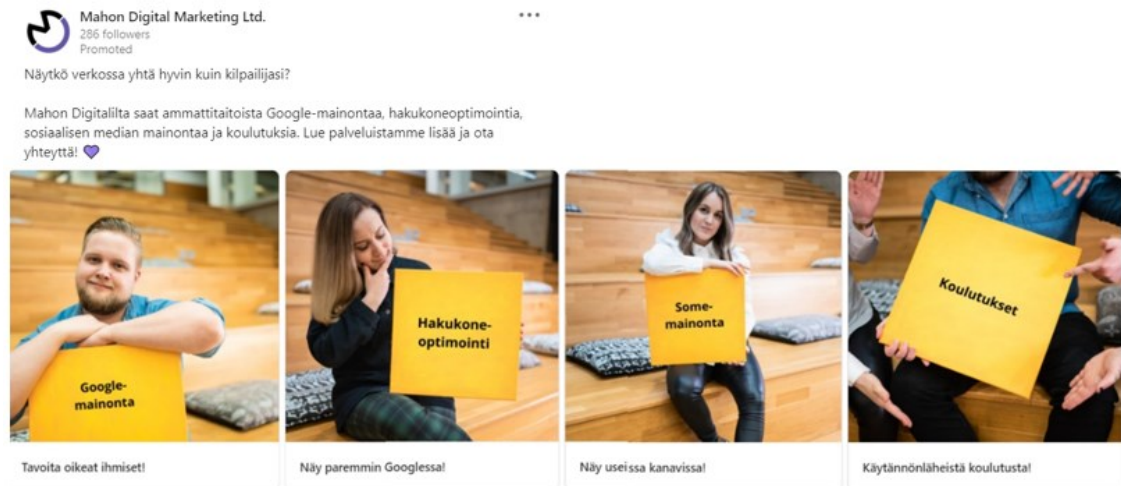 Mahon Digital Marketing Ltd.
286 followers
Promoted
Näytkö verkossa yhtä hyvin kuin kilpailijasi?
Mahon Digitalilta saat ammattitaitoista Google-mainontaa, hakukoneoptimointia,
sosiaalisen median mainontaa ja koulutuksia. Lue palveluistamme lisää ja ota
yhteyttä! 💜
Google-
mainonta
Hakukone-
optimointi
Some-
mainonta
Koulutukset
Tavoita oikeat ihmiset!
Näy paremmin Googlessa!
Näy useissa kanavissa!
Käytännönläheistä koulutusta!